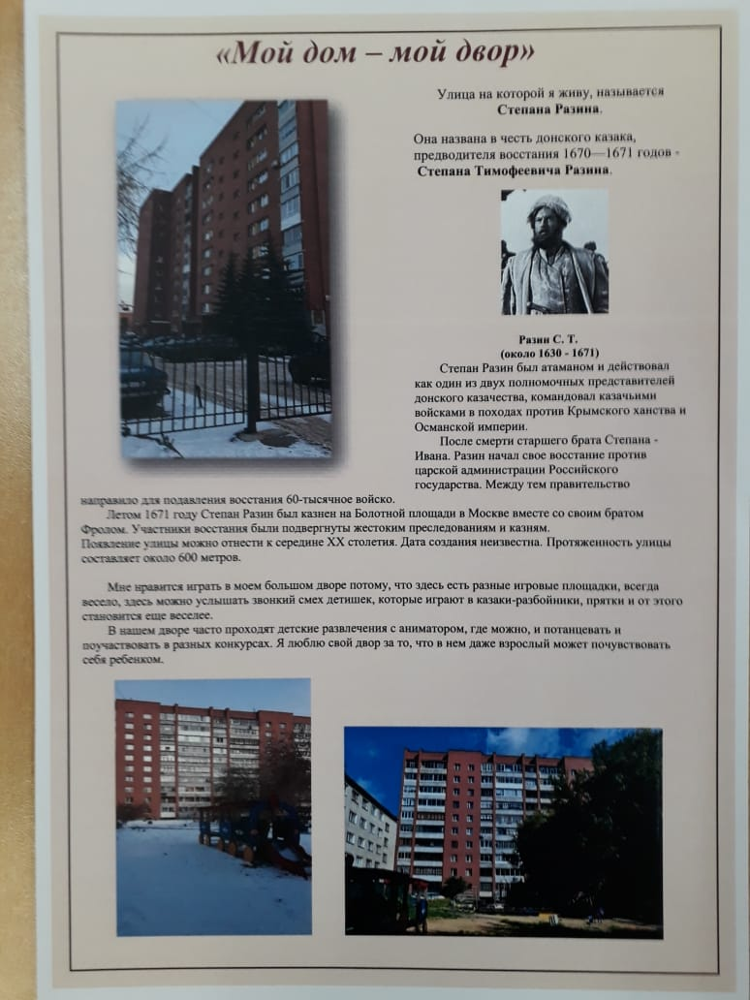 «Мой дом – мой двор»
Улица на которой я живу, называется
Степана Разина.
Она названа в честь донского казака,
предводителя восстания 1670—1671 годов -
Степана Тимофеевича Разина.
Разин С. Т.
(около 1630 - 1671)
Степан Разин был атаманом и действовал
как один из двух полномочных представителей
донского казачества, командовал казачьими
войсками в походах против Крымского ханства и
Османской империи.
После смерти старшего брата Степана -
Ивана. Разин начал свое восстание против
царской администрации Российского
государства. Между тем правительство
направило для подавления восстания 60-тысячное войско.
Летом 1671 году Степан Разин был казнен на Болотной площади в Москве вместе со своим братом
Фролом. Участники восстания были подвергнуты жестоким преследованиям и казням.
Появление улицы можно отнести к середине XX столетия. Дата создания неизвестна. Протяженность улицы
составляет около 600 метров.
Мне нравится играть в моем большом дворе потому, что здесь есть разные игровые площадки, всегда
весело, здесь можно услышать звонкий смех детишек, которые играют в казаки-разбойники, прятки и от этого
становится еще веселее.
В нашем дворе часто проходят детские развлечения с аниматором, где можно, и потанцевать и
поучаствовать в разных конкурсах. Я люблю свой двор за то, что в нем даже взрослый может почувствовать
себя ребенком.